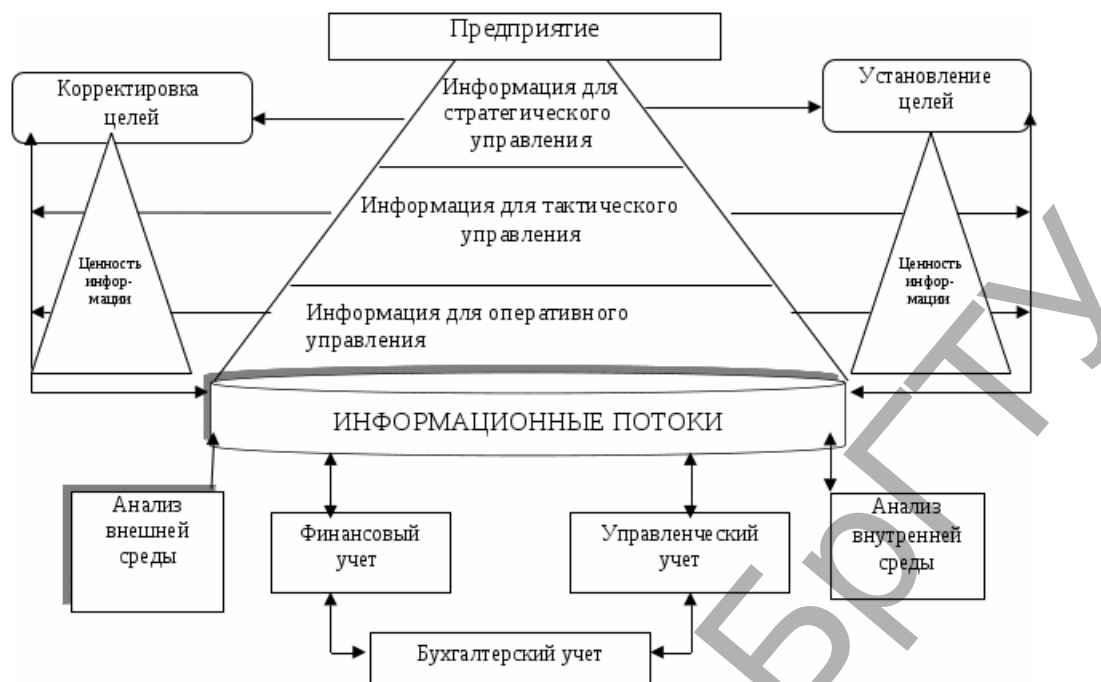 Предприятие
Корректировка
целей
Информация для
стратегического
управления
Установление
целей
Информация для тактического
управления
Ценность
инфор-
мации
Ценность
инфор-
мации
Информация для оперативного
управления
ИНФОРМАЦИОННЫЕ ПОТОКИ
Анализ
внешней
среды
Финансовый
учет
Управленческий
учет
Анализ
внутренней
среды
Бухгалтерский учет
БрГТУ